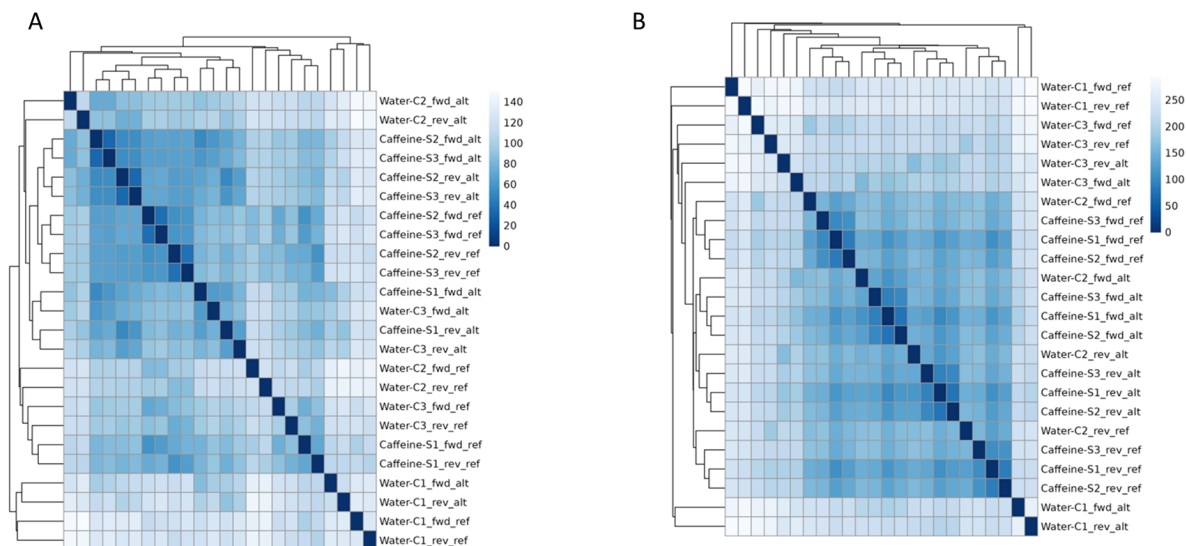 A
140
120
100
80
60
40
20
0
Water-C2_fwd_alt
Water-C2_rev_alt
Caffeine-S2_fwd_alt
Caffeine-S3_fwd_alt
Caffeine-S2_rev_alt
Caffeine-S3_rev_alt
Caffeine-S2_fwd_ref
Caffeine-S3_fwd_ref
Caffeine-S2_rev_ref
Caffeine-S3_rev_ref
Caffeine-S1_fwd_alt
Water-C3_fwd_alt
Caffeine-S1_rev_alt
Water-C3_rev_alt
Water-C2_fwd_ref
Water-C2_rev_ref
Water-C3_fwd_ref
Water-C3_rev_ref
Caffeine-S1_fwd_ref
Caffeine-S1_rev_ref
Water-C1_fwd_alt
Water-C1_rev_alt
Water-C1_fwd_ref
Water-C1_rev_ref
B
250
200
150
100
50
0
Water-C1_fwd_ref
Water-C1_rev_ref
Water-C3_fwd_ref
Water-C3_rev_ref
Water-C3_rev_alt
Water-C3_fwd_alt
Water-C2_fwd_ref
Caffeine-S3_fwd_ref
Caffeine-S1_fwd_ref
Caffeine-S2_fwd_ref
Water-C2_fwd_alt
Caffeine-S3_fwd_alt
Caffeine-S1_fwd_alt
Caffeine-S2_fwd_alt
Water-C2_rev_alt
Caffeine-S3_rev_alt
Caffeine-S1_rev_alt
Caffeine-S2_rev_alt
Water-C2_rev_ref
Caffeine-S3_rev_ref
Caffeine-S1_rev_ref
Caffeine-S2_rev_ref
Water-C1_fwd_alt
Water-C1_rev_alt